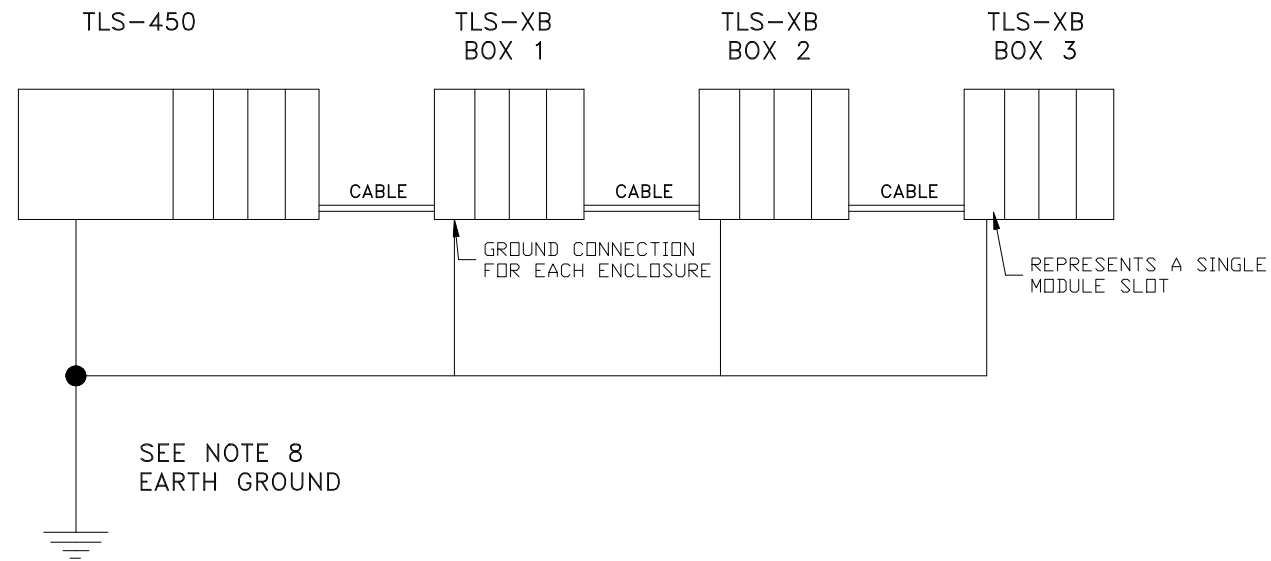 TLS-450
TLS-XB
BOX 1
TLS-XB
BOX 2
TLS-XB
BOX 3
CABLE
CABLE
CABLE
GROUND CONNECTION
FOR EACH ENCLOSURE
REPRESENTS A SINGLE
MODULE SLOT
SEE NOTE 8
EARTH GROUND